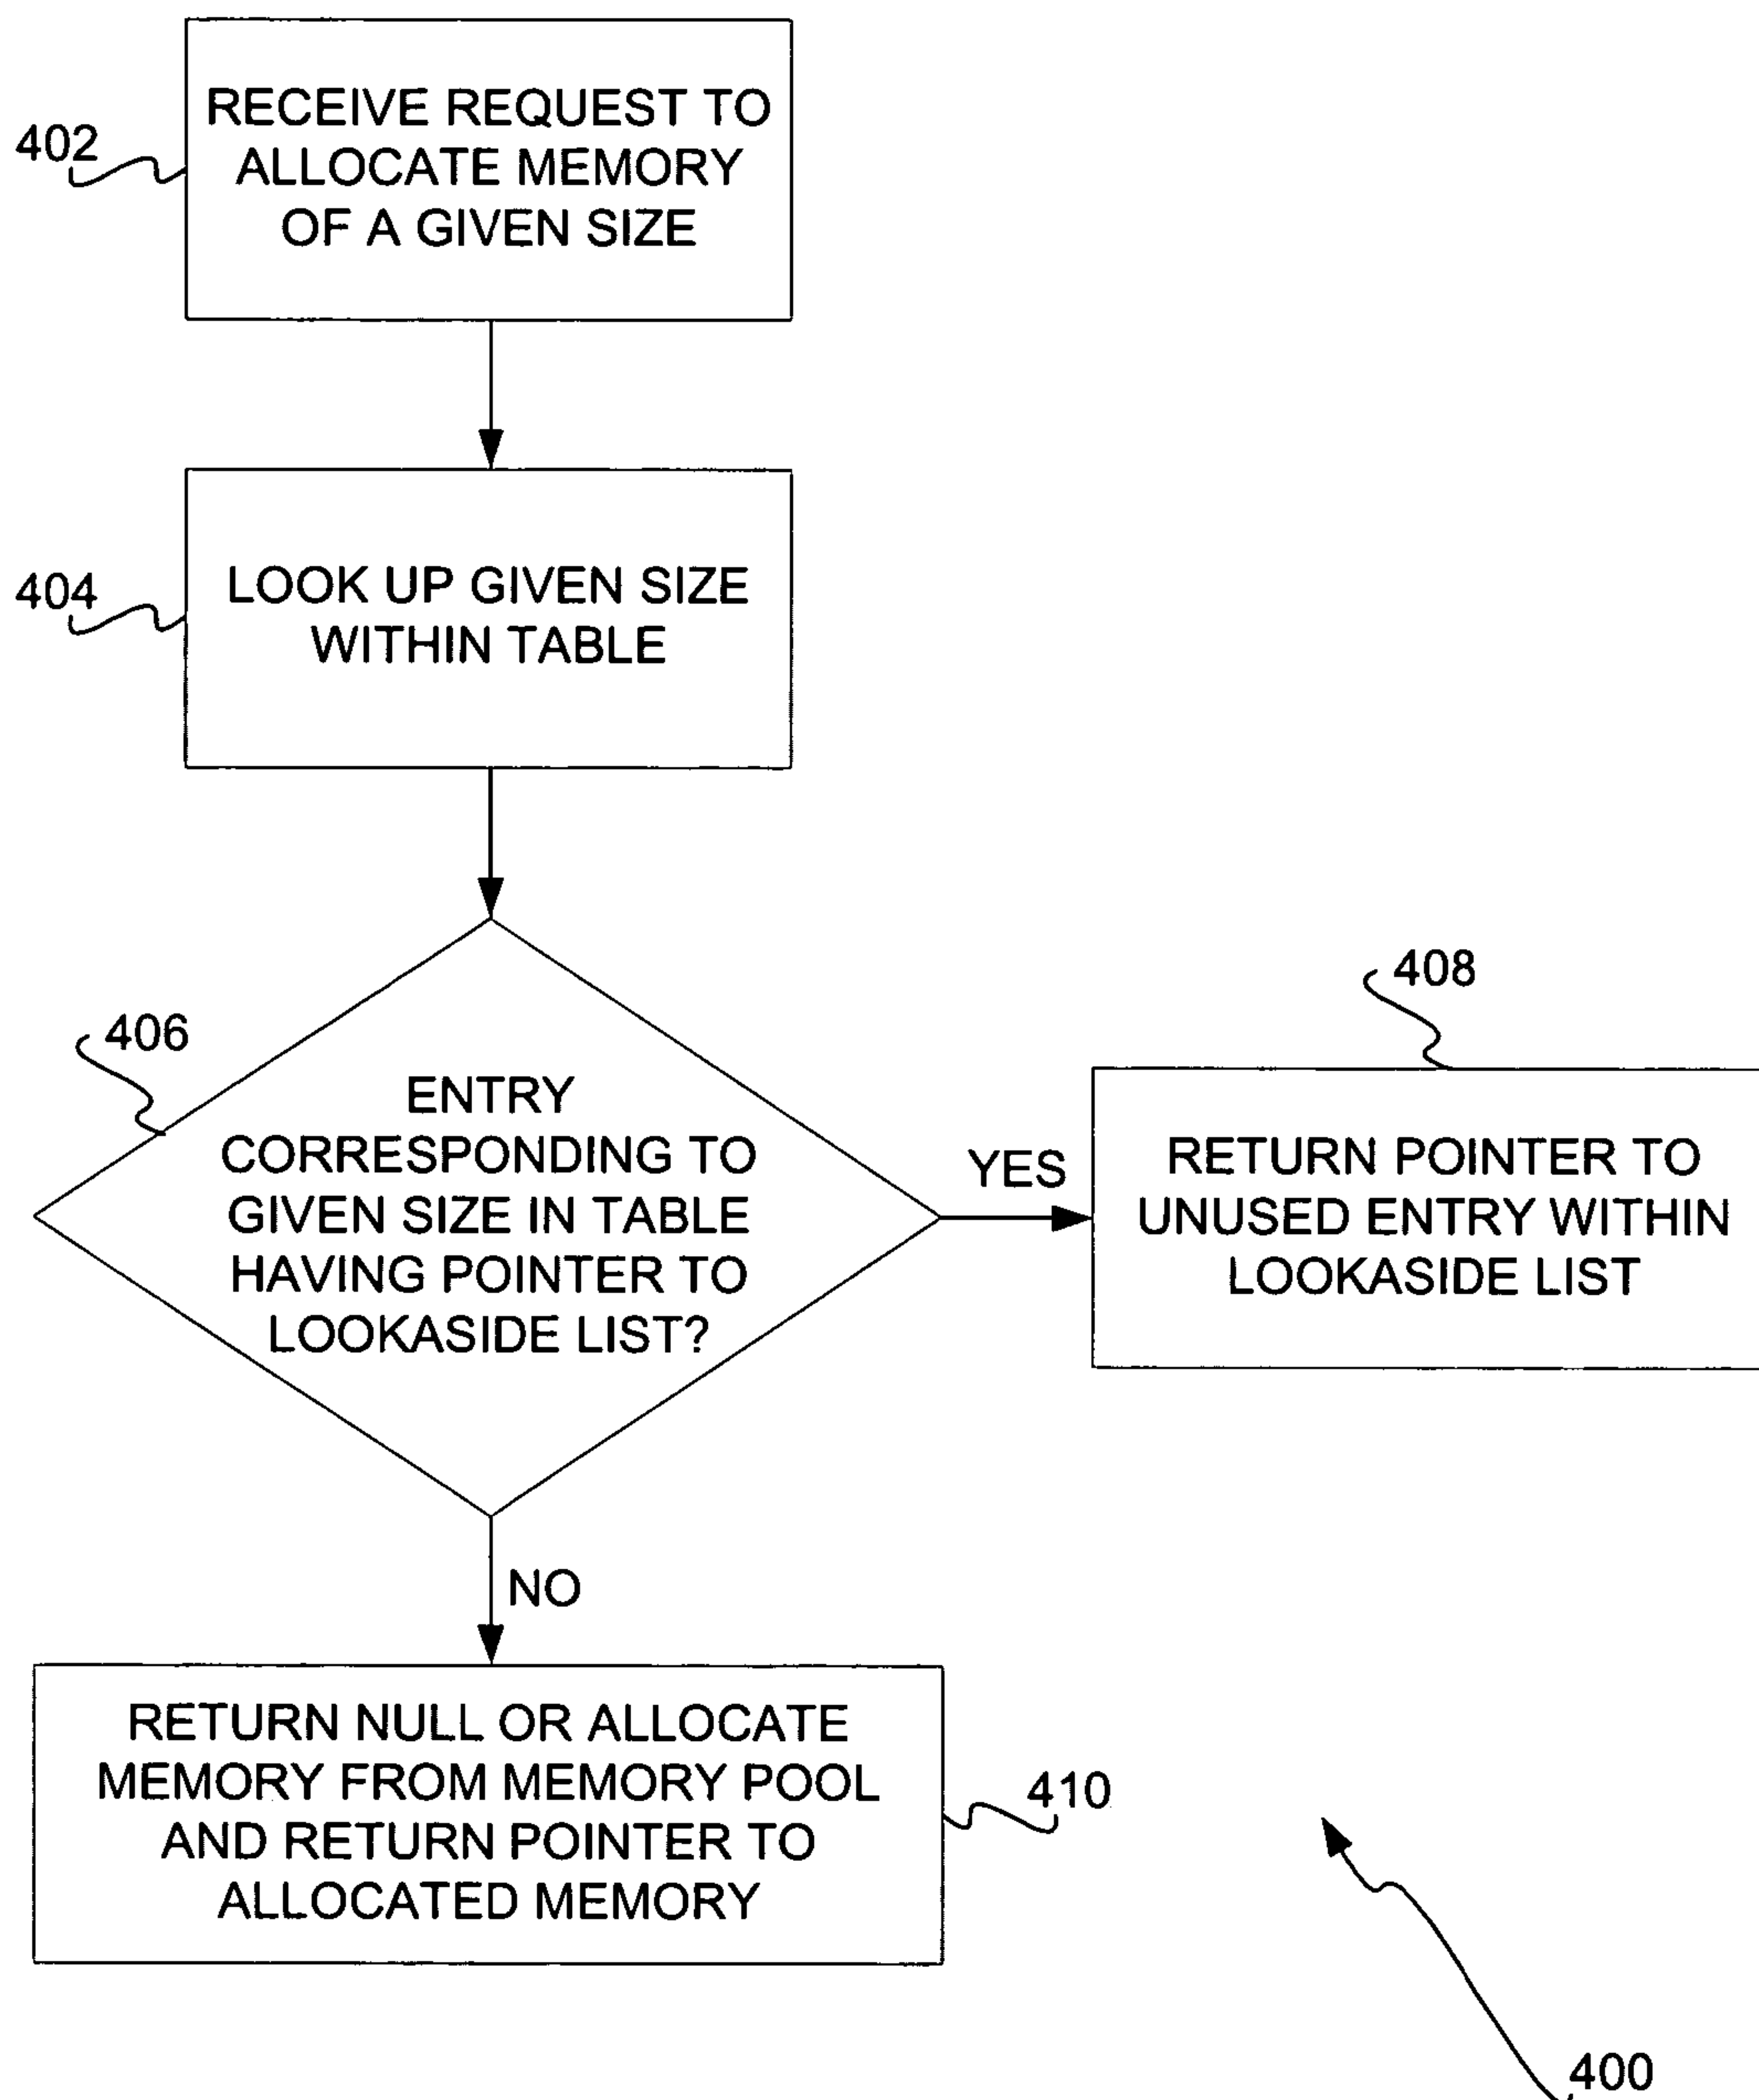 402
RECEIVE REQUEST TO
ALLOCATE MEMORY
OF A GIVEN SIZE
404
LOOK UP GIVEN SIZE
WITHIN TABLE
406
ENTRY
CORRESPONDING TO
GIVEN SIZE IN TABLE
HAVING POINTER TO
LOOKASIDE LIST?
YES
408
RETURN POINTER TO
UNUSED ENTRY WITHIN
LOOKASIDE LIST
NO
RETURN NULL OR ALLOCATE
MEMORY FROM MEMORY POOL
AND RETURN POINTER TO
ALLOCATED MEMORY
410
400